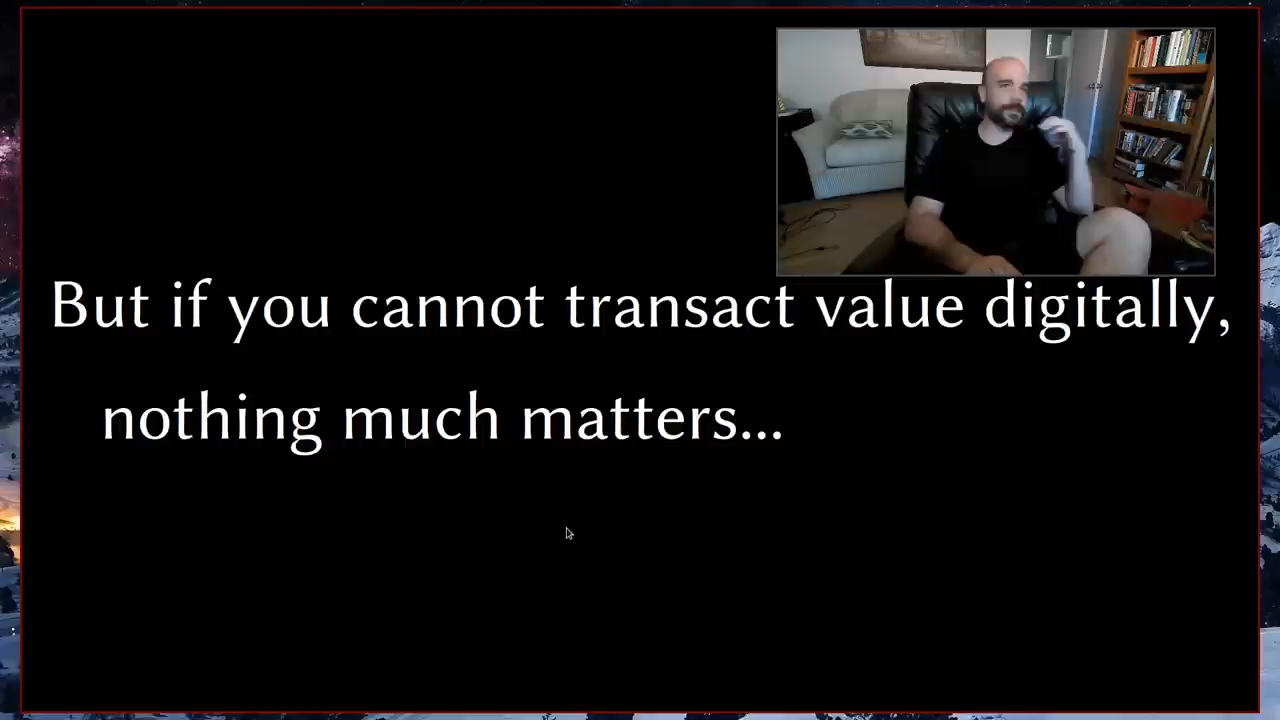 But if you cannot transact value digitally,
nothing much matters...